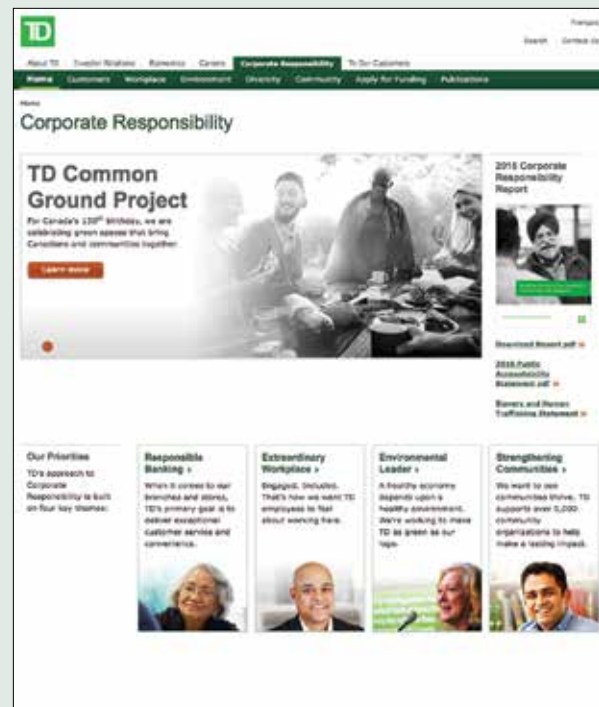 TD
Français
Search Contact Us
About TD Investor Relations Economics Careers Corporate Responsibility To Our Customers
Home Customers Workplace Environment Diversity Community Apply for Funding Publications
Home
Corporate Responsibility
TD Common
Ground Project
For Canada's 150th birthday, we are
celebrating green spaces that bring
Canadians and communities together.
Learn more
2016 Corporate
Responsibility
Report
Download Report pdf
2016 Public
Accountability
Statement pdf
Slavery and Human
Trafficking Statement
Our Priorities
TD's approach to
Corporate
Responsibility is built
on four key themes:
Responsible
Banking ›
When it comes to our
branches and stores,
TD's primary goal is to
deliver exceptional
customer service and
convenience.
Extraordinary
Workplace ›
Engaged. Included.
That's how we want TD
employees to feel
about working here.
Environmental
Leader ›
A healthy economy
depends upon a
healthy environment.
We're working to make
TD as green as our
logo.
Strengthening
Communities ›
We want to see
communities thrive. TD
supports over 5,000
community
organizations to help
make a lasting impact.